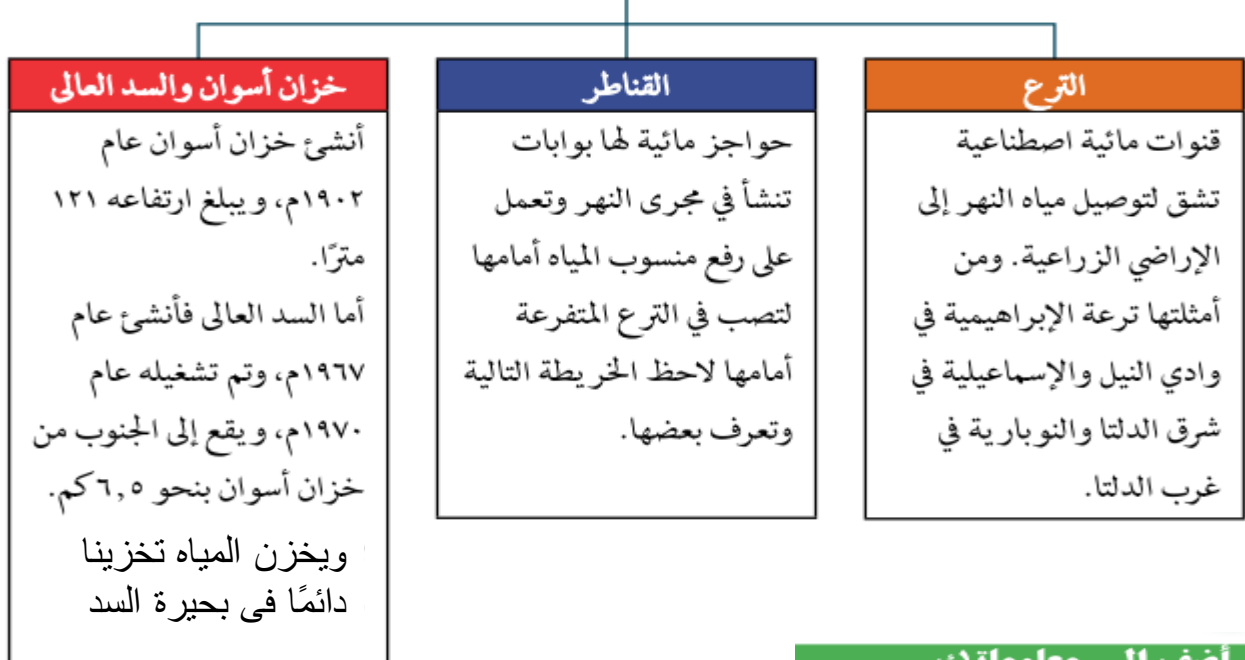 الترع
قنوات مائية اصطناعية
تشق لتوصيل مياه النهر إلى
الإراضي الزراعية. ومن
أمثلتها ترعة الإبراهيمية في
وادي النيل والإسماعيلية في
شرق الدلتا والنوبارية في
غرب الدلتا.
القناطر
حواجز مائية لها بوابات
تنشأ في مجرى النهر وتعمل
على رفع منسوب المياه أمامها
لتصب في الترع المتفرعة
أمامها لاحظ الخريطة التالية
وتعرف بعضها.
خزان أسوان والسد العالى
أنشئ خزان أسوان عام
١٩٠٢م، ويبلغ ارتفاعه ١٢١
مترًا.
أما السد العالى فأنشئ عام
١٩٦٧م، وتم تشغيله عام
١٩٧٠م، ويقع إلى الجنوب من
خزان أسوان بنحو ٦,٥ كم.
ويخزن المياه تخزينا
دائمًا فى بحيرة السد